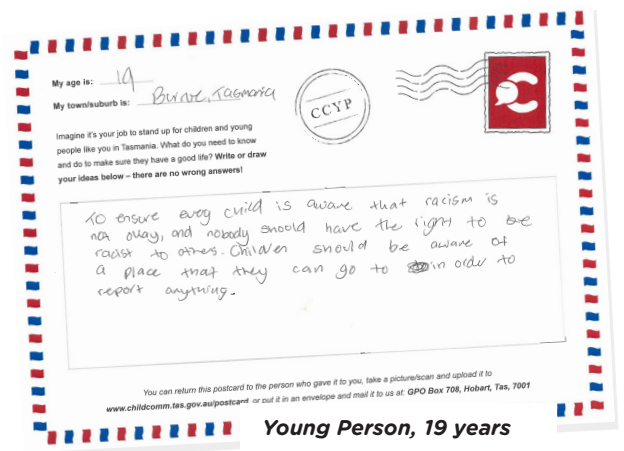 My age is: 19
My town/suburb is: Burnie, Tasmania
CCYP
Imagine it's your job to stand up for children and young
people like you in Tasmania. What do you need to know
and do to make sure they have a good life? Write or draw
your ideas below – there are no wrong answers!
To ensure every child is aware that racism is
not okay, and nobody should have the right to be
racist to others. Children should be aware of
a place that they can go to in order to
report anything.
You can return this postcard to the person who gave it to you, take a picture/scan and upload it to
www.childcomm.tas.gov.au/postcard or put it in an envelope and mail it to us at: GPO Box 708, Hobart, Tas, 7001
Young Person, 19 years